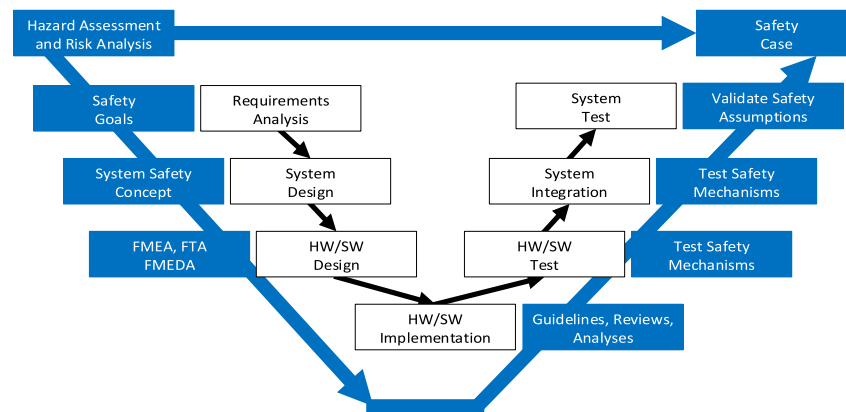 Hazard Assessment
and Risk Analysis
Safety
Case
Safety
Goals
Requirements
Analysis
System
Test
Validate Safety
Assumptions
System Safety
Concept
System
Design
System
Integration
Test Safety
Mechanisms
FMEA, FTA
FMEDA
HW/SW
Design
HW/SW
Test
Test Safety
Mechanisms
HW/SW
Implementation
Guidelines, Reviews,
Analyses